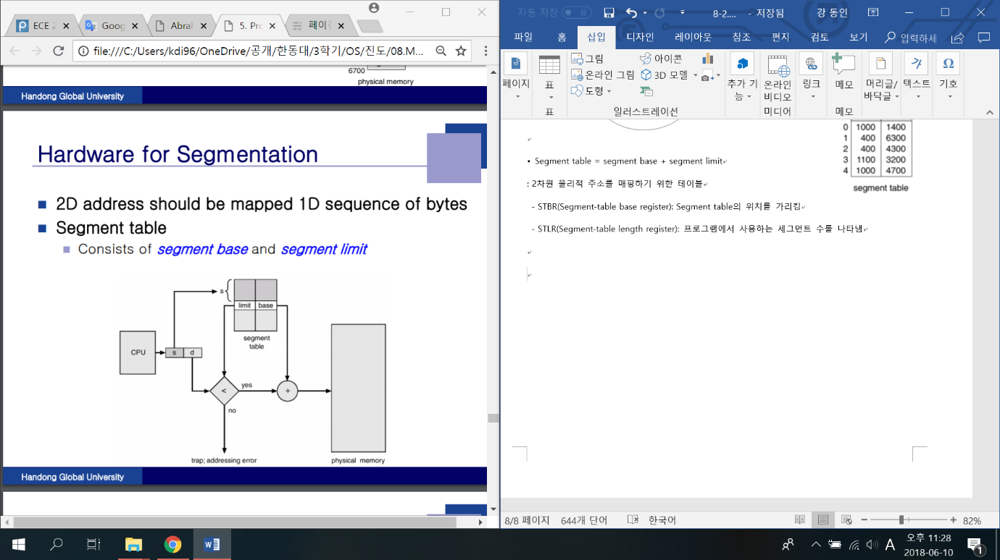 ECE 2
Goog
Abral
5. Pro
페이지
file:///C:/Users/kdi96/OneDrive/공개/한동대/3학기/OS/진도/08.M...
6700
physical memory
Handong Global University
Hardware for Segmentation
2D address should be mapped 1D sequence of bytes
Segment table
Consists of segment base and segment limit
s
limit base
segment
table
CPU
s d
<
yes
+
no
trap; addressing error
physical memory
Handong Global University
자동 저장 끔
8-2.... - 저장됨
강 동인
파일 홈 삽입 디자인 레이아웃 참조 편지 검토 보기 입력하세
페이지
표
표
그림
온라인 그림
도형
아이콘
3D 모델
일러스트레이션
추가 기
능
온라인
비디오
미디어
링크
메모
메모
머리글/
바닥글
텍스트
기호
0 1000 1400
1 400 6300
2 400 4300
3 1100 3200
4 1000 4700
segment table
• Segment table = segment base + segment limit
: 2차원 물리적 주소를 매핑하기 위한 테이블
- STBR(Segment-table base register): Segment table의 위치를 가리킴
- STLR(Segment-table length register): 프로그램에서 사용하는 세그먼트 수를 나타냄
8/8 페이지 644개 단어 한국어
82%
A
오후 11:28
2018-06-10
1